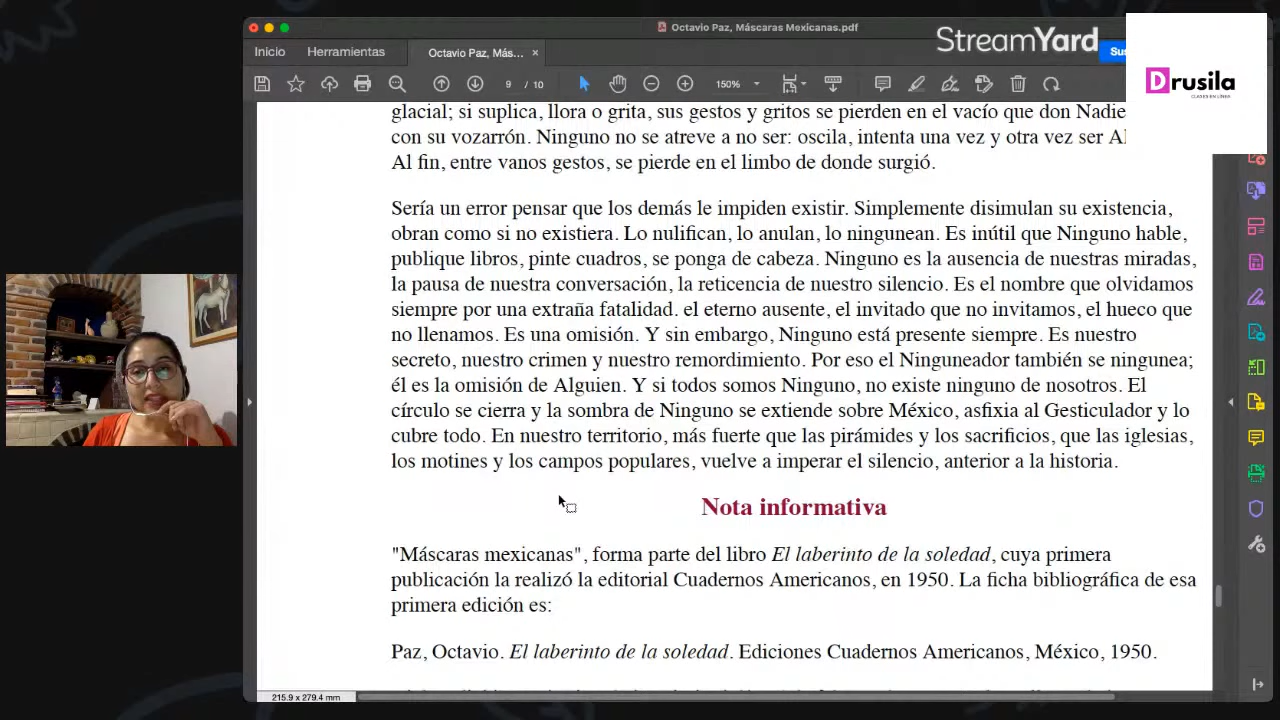 Octavio Paz, Máscaras Mexicanas.pdf
StreamYard
Inicio
Herramientas
Octavio Paz, Más...
×
Drusila
CLASES EN LÍNEA
9 / 10
150%
glacial; si suplica, llora o grita, sus gestos y gritos se pierden en el vacío que don Nadie
con su vozarrón. Ninguno no se atreve a no ser: oscila, intenta una vez y otra vez ser
Al fin, entre vanos gestos, se pierde en el limbo de donde surgió.
Sería un error pensar que los demás le impiden existir. Simplemente disimulan su existencia,
obran como si no existiera. Lo nulifican, lo anulan, lo ningunean. Es inútil que Ninguno hable,
publique libros, pinte cuadros, se ponga de cabeza. Ninguno es la ausencia de nuestras miradas,
la pausa de nuestra conversación, la reticencia de nuestro silencio. Es el nombre que olvidamos
siempre por una extraña fatalidad. el eterno ausente, el invitado que no invitamos, el hueco que
no llenamos. Es una omisión. Y sin embargo, Ninguno está presente siempre. Es nuestro
secreto, nuestro crimen y nuestro remordimiento. Por eso el Ninguneador también se ningunea;
él es la omisión de Alguien. Y si todos somos Ninguno, no existe ninguno de nosotros. El
círculo se cierra y la sombra de Ninguno se extiende sobre México, asfixia al Gesticulador y lo
cubre todo. En nuestro territorio, más fuerte que las pirámides y los sacrificios, que las iglesias,
los motines y los campos populares, vuelve a imperar el silencio, anterior a la historia.
Nota informativa
"Máscaras mexicanas", forma parte del libro El laberinto de la soledad, cuya primera
publicación la realizó la editorial Cuadernos Americanos, en 1950. La ficha bibliográfica de esa
primera edición es:
Paz, Octavio. El laberinto de la soledad. Ediciones Cuadernos Americanos, México, 1950.
215.9 x 279.4 mm